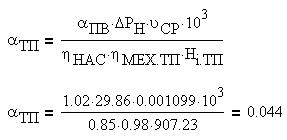 α_ТП = (α_ПВ·ΔP_Н·υ_СР·10^3) / (η_НАС·η_МЕХ.ТП·H_i.ТП)
α_ТП = (1.02·29.86·0.001099·10^3) / (0.85·0.98·907.23) = 0.044